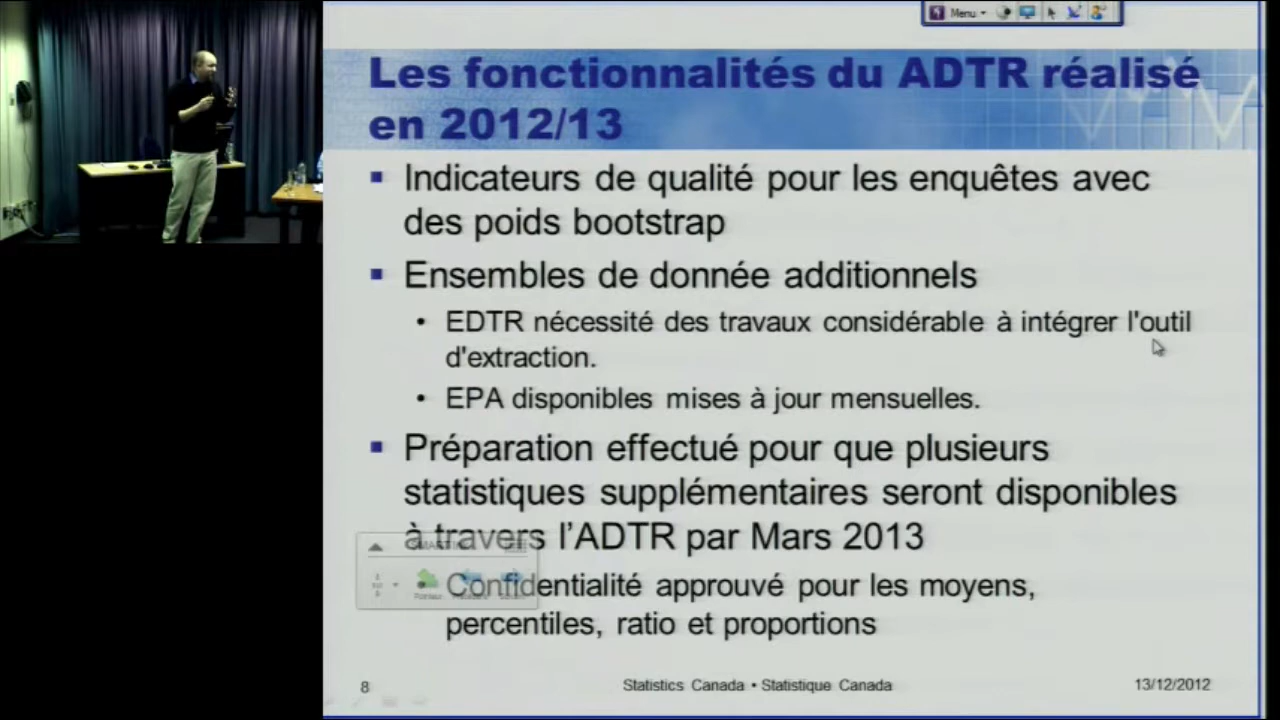 Menu
Les fonctionnalités du ADTR réalisé
en 2012/13
Indicateurs de qualité pour les enquêtes avec
des poids bootstrap
Ensembles de donnée additionnels
EDTR nécessité des travaux considérable à intégrer l'outil
d'extraction.
EPA disponibles mises à jour mensuelles.
Préparation effectué pour que plusieurs
statistiques supplémentaires seront disponibles
à travers l’ADTR par Mars 2013
Confidentialité approuvé pour les moyens,
percentiles, ratio et proportions
8
Statistics Canada • Statistique Canada
13/12/2012